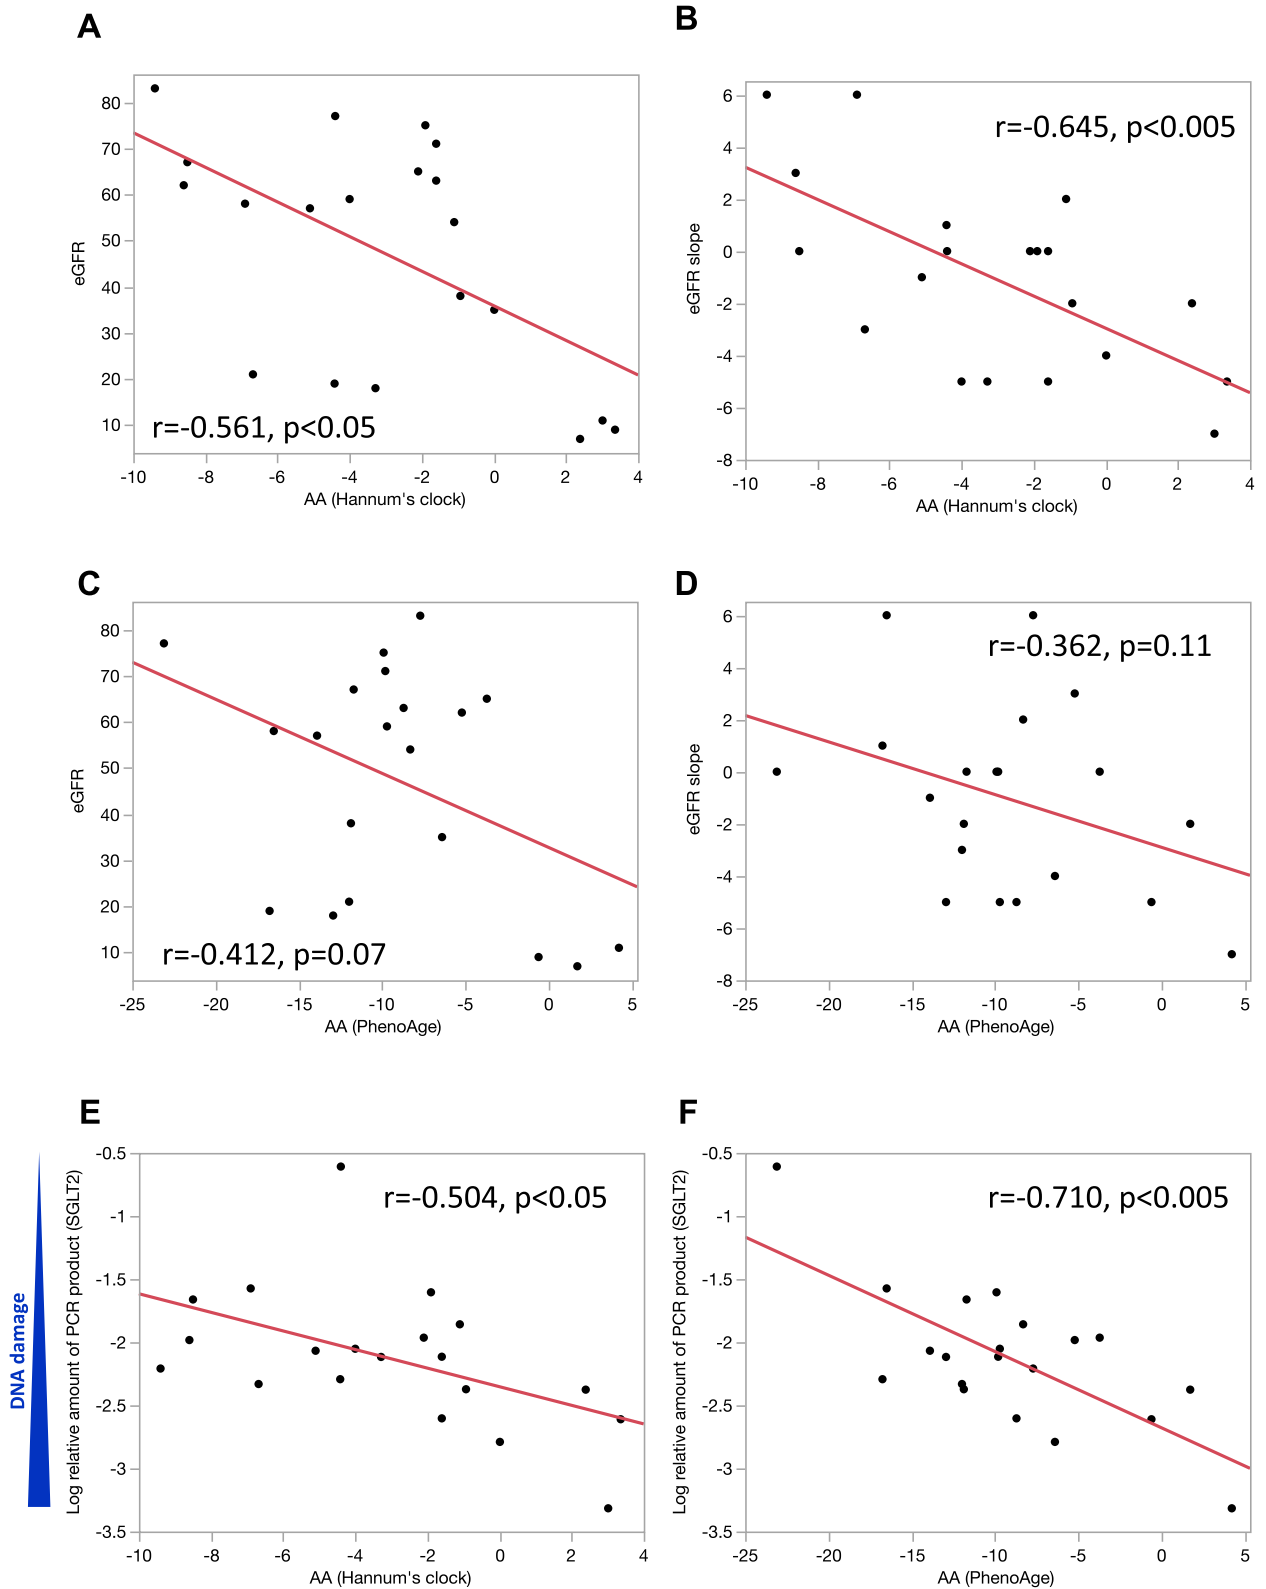 A
eGFR
80
70
60
50
40
30
20
10
r=-0.561, p<0.05
-10 -8 -6 -4 -2 0 2 4
AA (Hannum's clock)
B
eGFR slope
6
4
2
0
-2
-4
-6
-8
r=-0.645, p<0.005
-10 -8 -6 -4 -2 0 2 4
AA (Hannum's clock)
C
eGFR
80
70
60
50
40
30
20
10
r=-0.412, p=0.07
-25 -20 -15 -10 -5 0 5
AA (PhenoAge)
D
eGFR slope
6
4
2
0
-2
-4
-6
-8
r=-0.362, p=0.11
-25 -20 -15 -10 -5 0 5
AA (PhenoAge)
E
DNA damage
Log relative amount of PCR product (SGLT2)
-0.5
-1
-1.5
-2
-2.5
-3
-3.5
r=-0.504, p<0.05
-10 -8 -6 -4 -2 0 2 4
AA (Hannum's clock)
F
Log relative amount of PCR product (SGLT2)
-0.5
-1
-1.5
-2
-2.5
-3
-3.5
r=-0.710, p<0.005
-25 -20 -15 -10 -5 0 5
AA (PhenoAge)